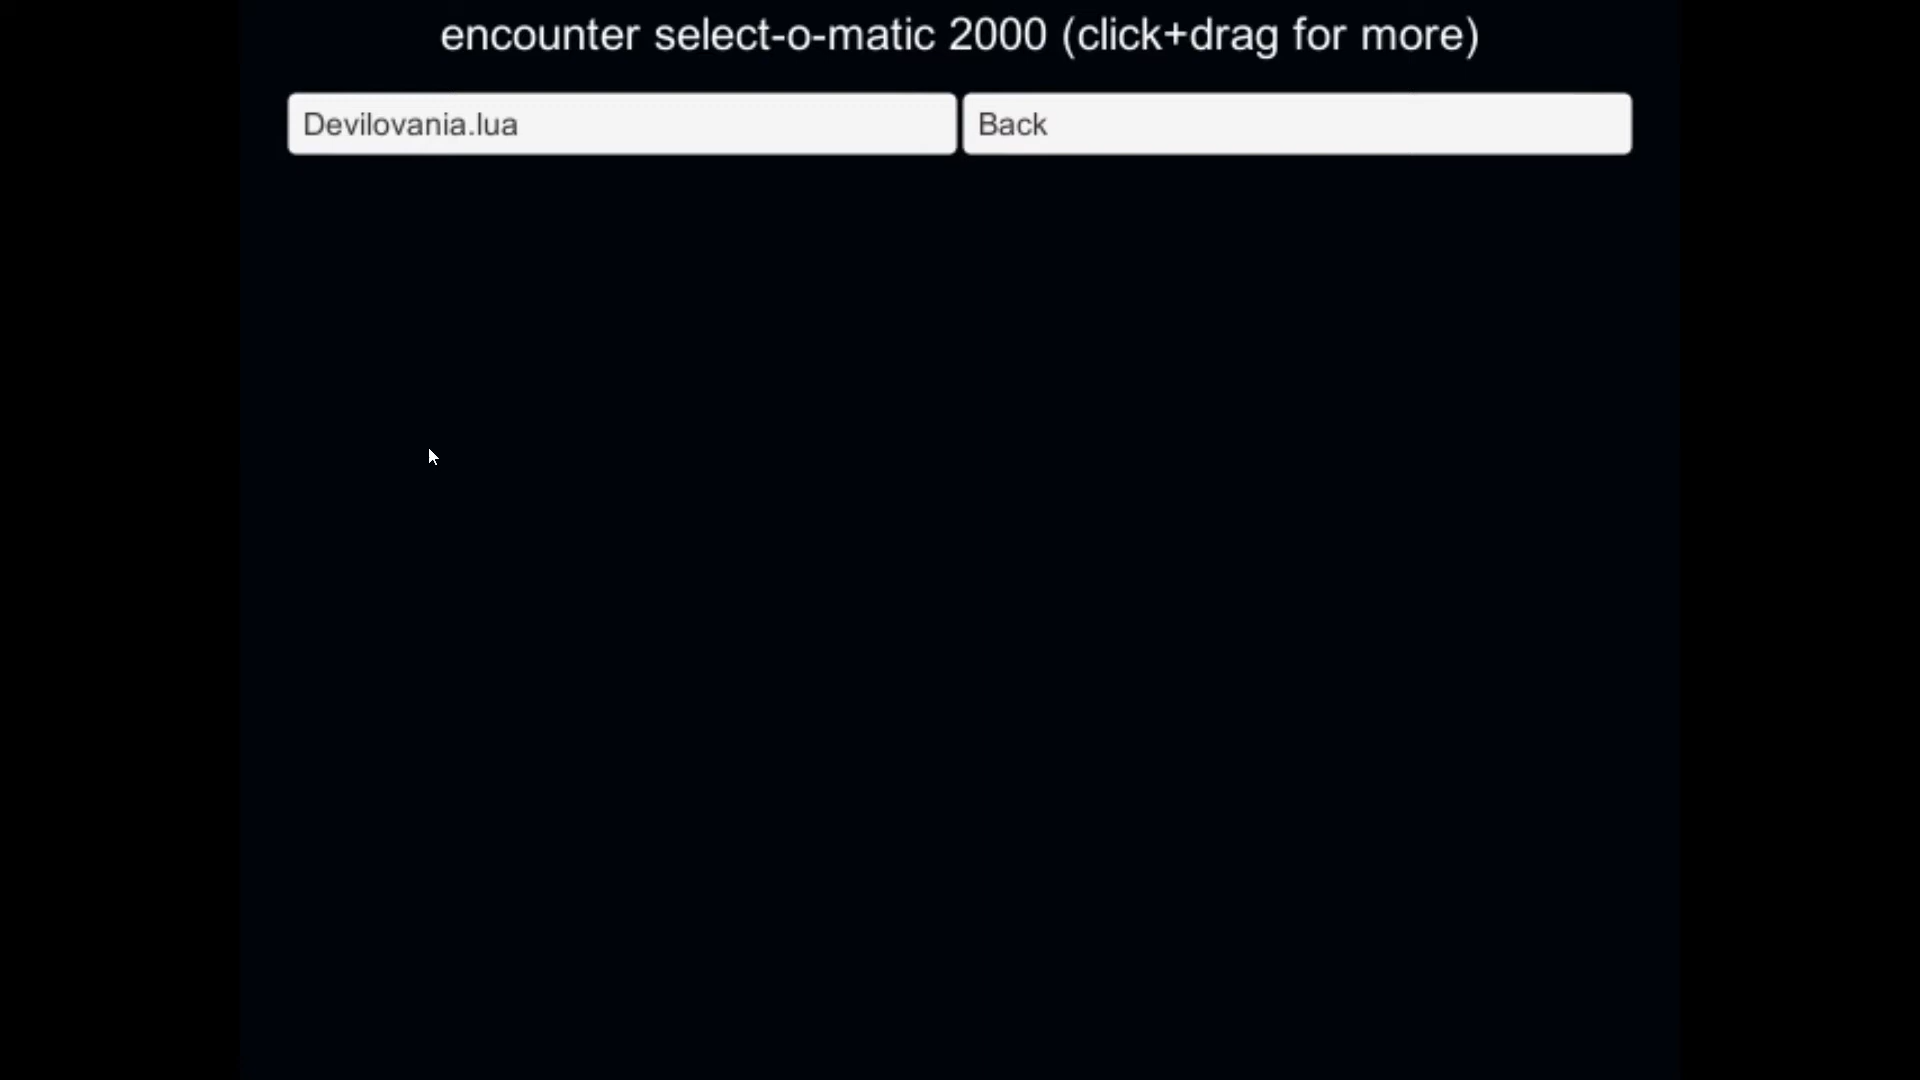 encounter select-o-matic 2000 (click+drag for more)
Devilovania.lua
Back